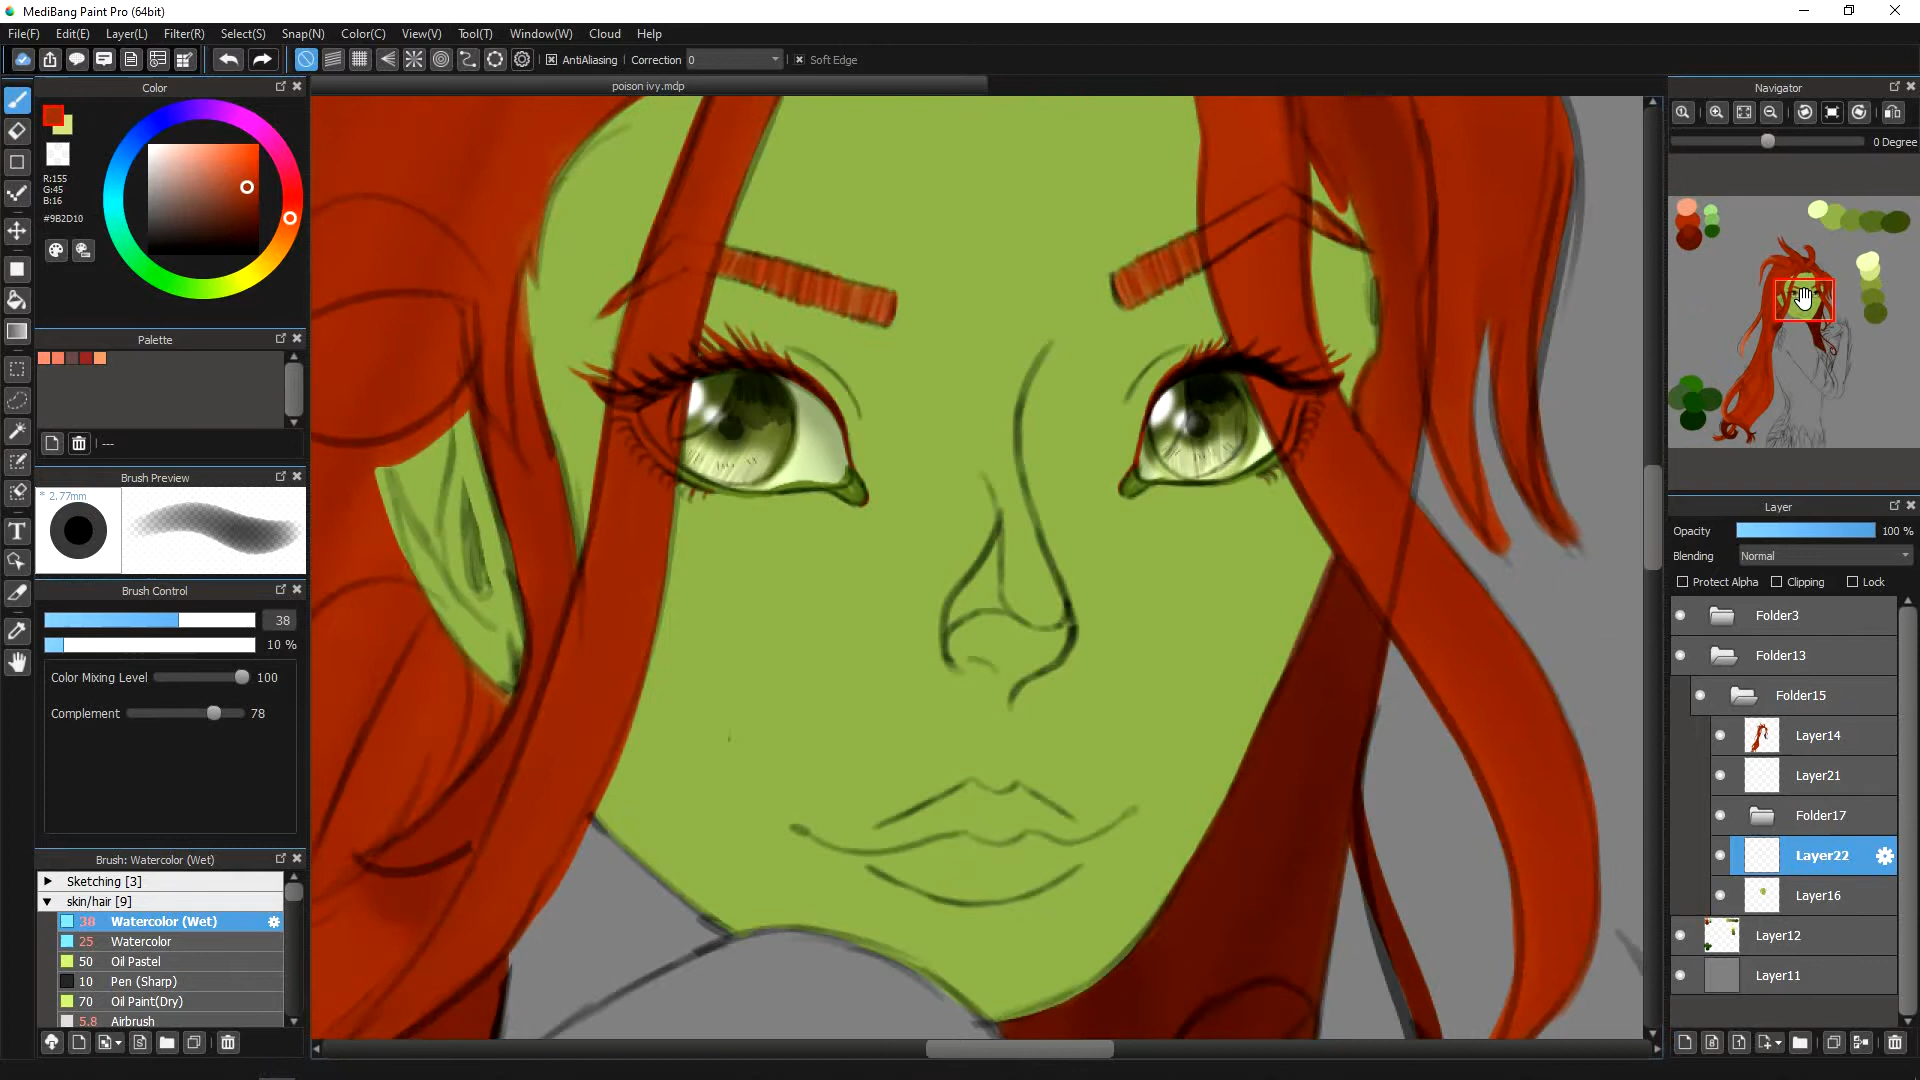 MediBang Paint Pro (64bit)
File(F) Edit(E) Layer(L) Filter(R) Select(S) Snap(N) Color(C) View(V) Tool(T) Window(W) Cloud Help
AntiAliasing Correction 0 Soft Edge
Color
poison ivy.mdp
Navigator
R:155
G:45
B:16
#9B2D10
0 Degree
Palette
---
Brush Preview
* 2.77mm
Brush Control
38
10 %
Color Mixing Level 100
Complement 78
Brush: Watercolor (Wet)
Sketching [3]
skin/hair [9]
38 Watercolor (Wet)
25 Watercolor
50 Oil Pastel
10 Pen (Sharp)
70 Oil Paint(Dry)
5.8 Airbrush
Layer
Opacity 100 %
Blending Normal
Protect Alpha Clipping Lock
Folder3
Folder13
Folder15
Layer14
Layer21
Folder17
Layer22
Layer16
Layer12
Layer11